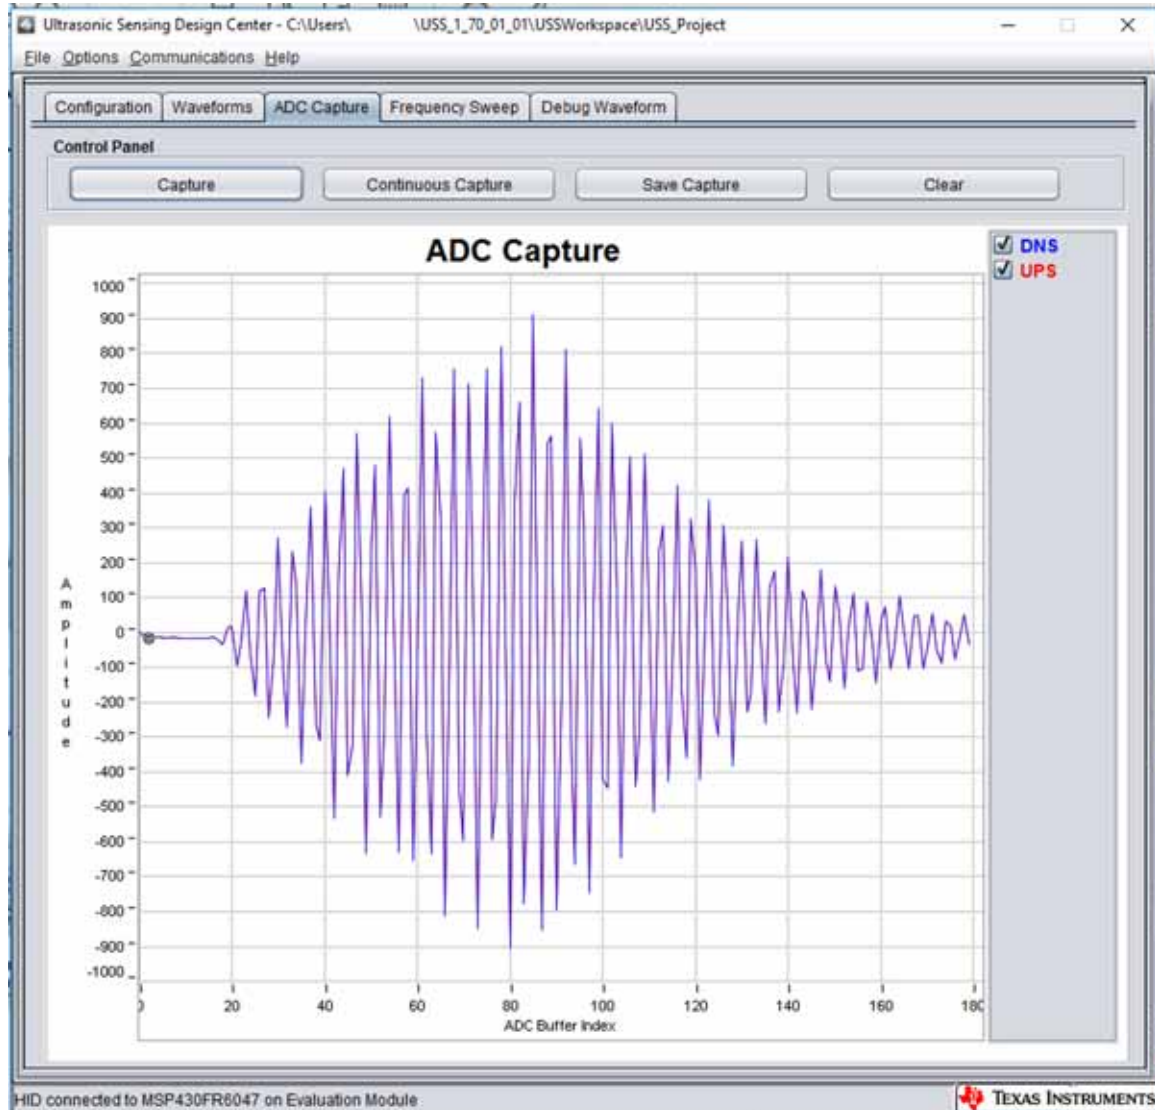 Ultrasonic Sensing Design Center - C:\Users\ \USS_1_70_01_01\USSWorkspace\USS_Project
File Options Communications Help
Configuration Waveforms ADC Capture Frequency Sweep Debug Waveform
Control Panel
Capture Continuous Capture Save Capture Clear
ADC Capture
DNS
UPS
1000
900
800
700
600
500
400
300
200
100
0
-100
-200
-300
-400
-500
-600
-700
-800
-900
-1000
Amplitude
20 40 60 80 100 120 140 160
ADC Buffer Index
HID connected to MSP430FR6047 on Evaluation Module
TEXAS INSTRUMENTS